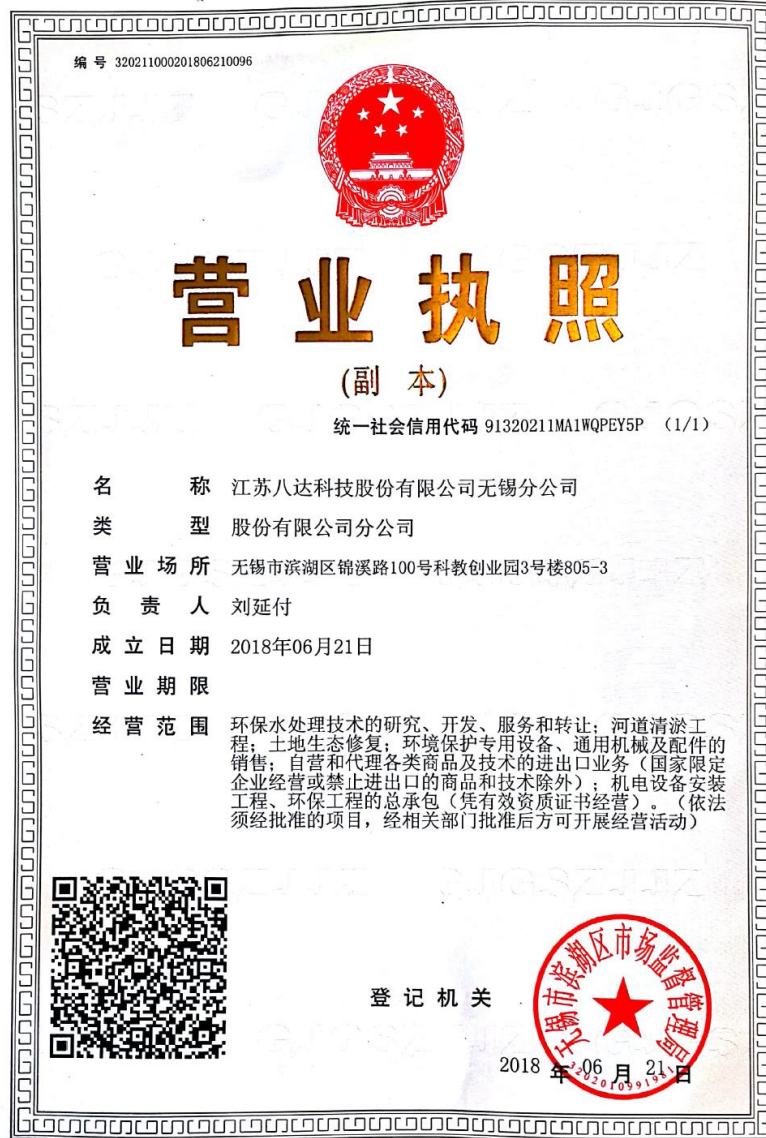 编号 320211000201806210096
营业执照
(副本)
统一社会信用代码 91320211MA1WQPEY5P （1/1）
名称 江苏八达科技股份有限公司无锡分公司
类型 股份有限公司分公司
营业场所 无锡市滨湖区锦溪路100号科教创业园3号楼805-3
负责人 刘延付
成立日期 2018年06月21日
营业期限
经营范围 环保水处理技术的研究、开发、服务和转让；河道清淤工
程；土地生态修复；环境保护专用设备、通用机械及配件的
销售；自营和代理各类商品及技术的进出口业务（国家限定
企业经营或禁止进出口的商品和技术除外）；机电设备安装
工程、环保工程的总承包（凭有效资质证书经营）。（依法
须经批准的项目，经相关部门批准后方可开展经营活动）
无锡市滨湖区市场监督管理局
登记机关
2018 年 06 月 21 日
3202010991981